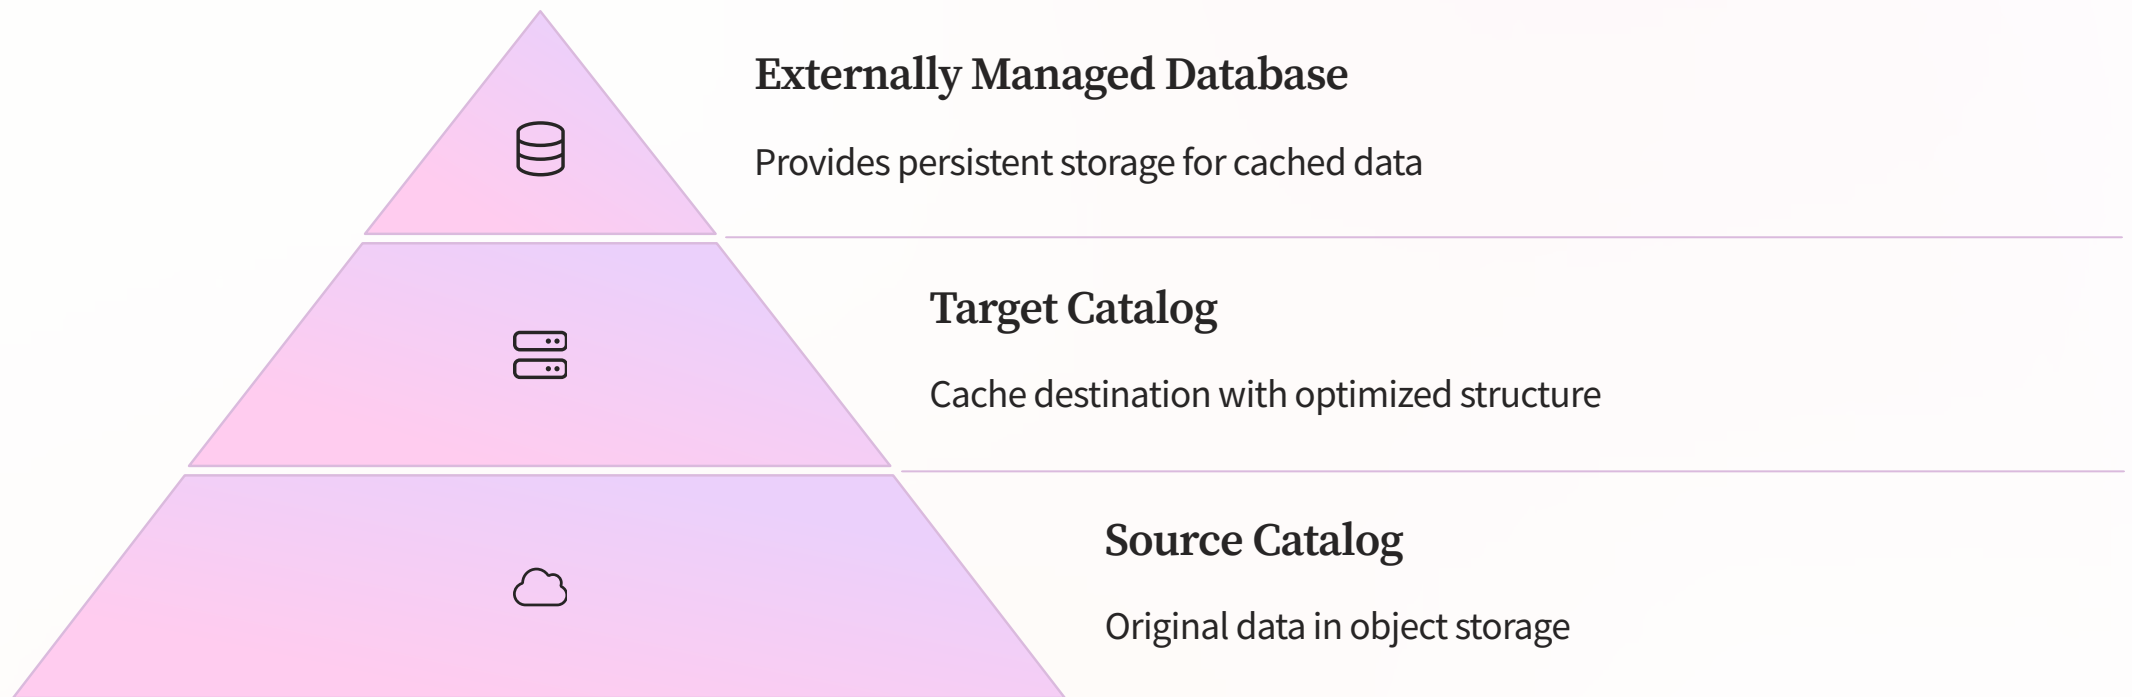 Externally Managed Database
Provides persistent storage for cached data
Target Catalog
Cache destination with optimized structure
Source Catalog
Original data in object storage